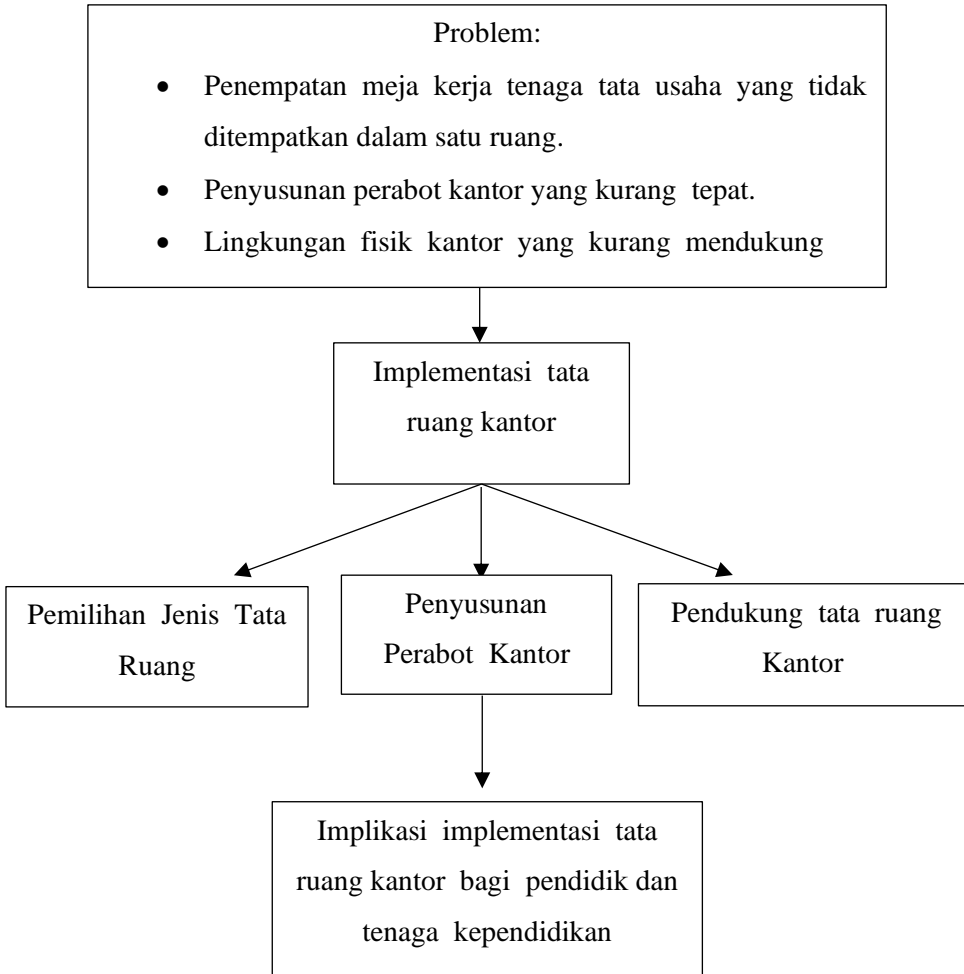 Problem:
• Penempatan meja kerja tenaga tata usaha yang tidak
ditempatkan dalam satu ruang.
• Penyusunan perabot kantor yang kurang tepat.
• Lingkungan fisik kantor yang kurang mendukung
Implementasi tata
ruang kantor
Pemilihan Jenis Tata
Ruang
Penyusunan
Perabot Kantor
Pendukung tata ruang
Kantor
Implikasi implementasi tata
ruang kantor bagi pendidik dan
tenaga kependidikan